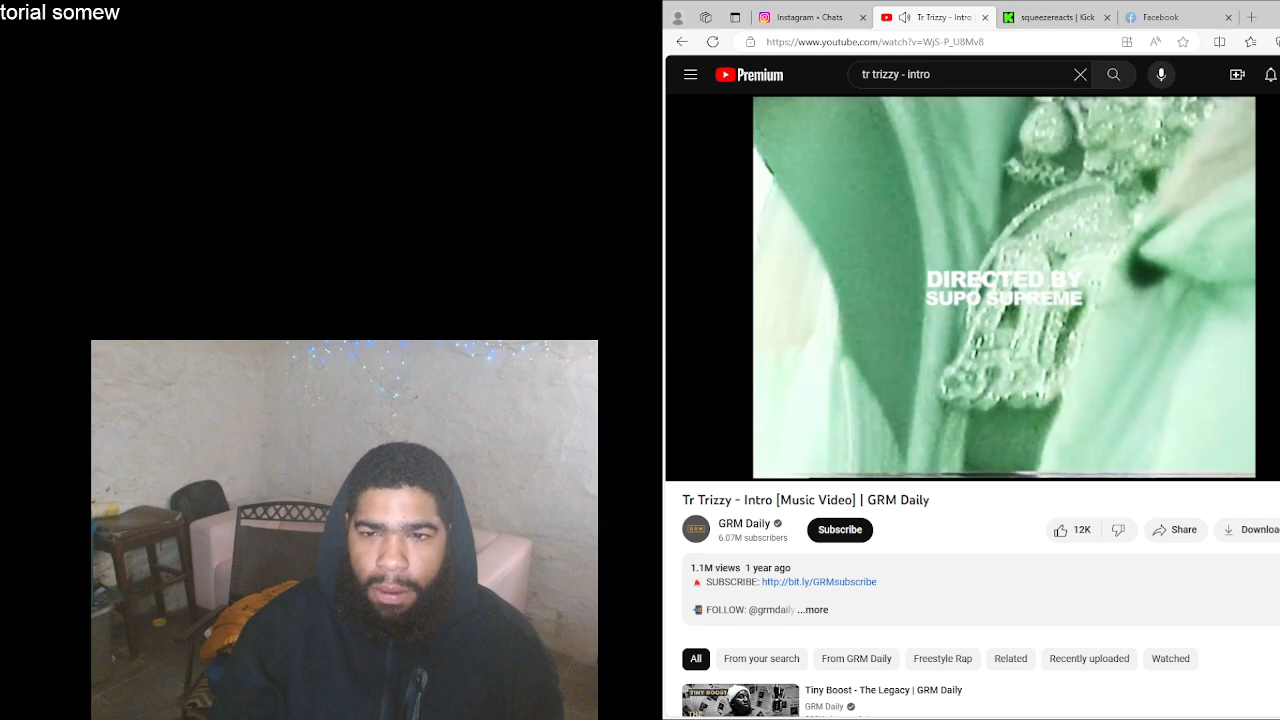 torial somew
Instagram • Chats
Tr Trizzy - Intro
squeezereacts | Kick
Facebook
https://www.youtube.com/watch?v=WjS-P_U8Mv8
Premium
tr trizzy - intro
DIRECTED BY
SUPO SUPREME
Tr Trizzy - Intro [Music Video] | GRM Daily
GRM Daily
6.07M subscribers
Subscribe
12K
Share
Downloa
1.1M views 1 year ago
SUBSCRIBE: http://bit.ly/GRMsubscribe
FOLLOW: @grmdaily ...more
All
From your search
From GRM Daily
Freestyle Rap
Related
Recently uploaded
Watched
TINY BOOST
THE
Tiny Boost - The Legacy | GRM Daily
GRM Daily